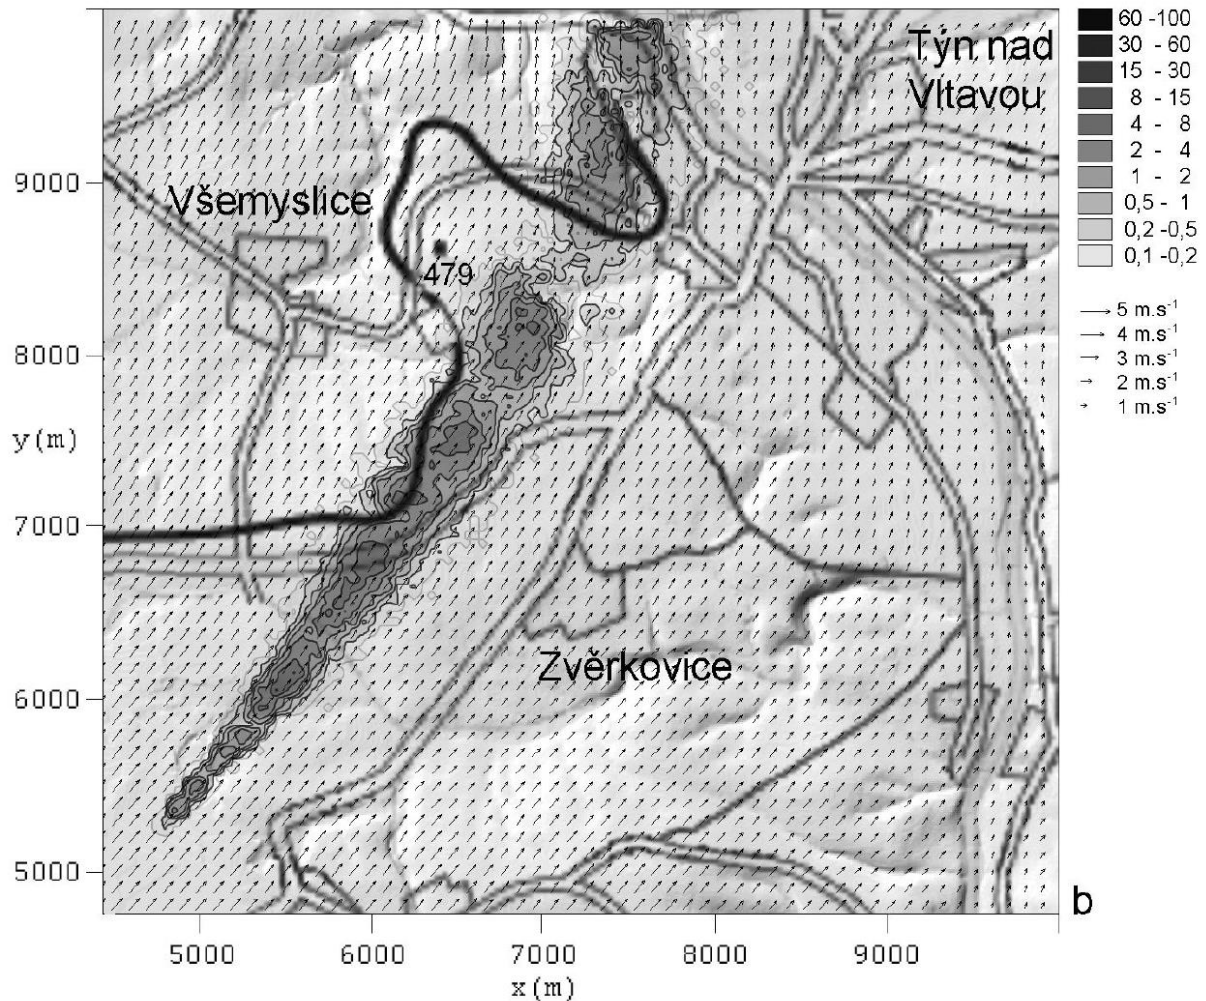 Týn nad
Vltavou
Všemyslice
479
Zvěrkovice
60 -100
30 - 60
15 - 30
8 - 15
4 - 8
2 - 4
1 - 2
0,5 - 1
0,2 -0,5
0,1 -0,2
5 m.s⁻¹
4 m.s⁻¹
3 m.s⁻¹
2 m.s⁻¹
1 m.s⁻¹
9000
8000
y(m)
7000
6000
5000
b
5000 6000 7000 8000 9000
x(m)